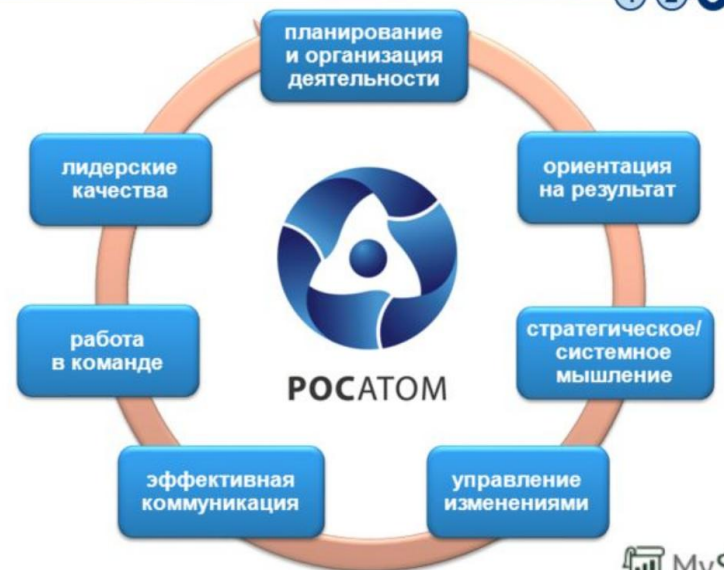 планирование
и организация
деятельности
лидерские
качества
ориентация
на результат
РОСАТОМ
работа
в команде
стратегическое/
системное
мышление
эффективная
коммуникация
управление
изменениями